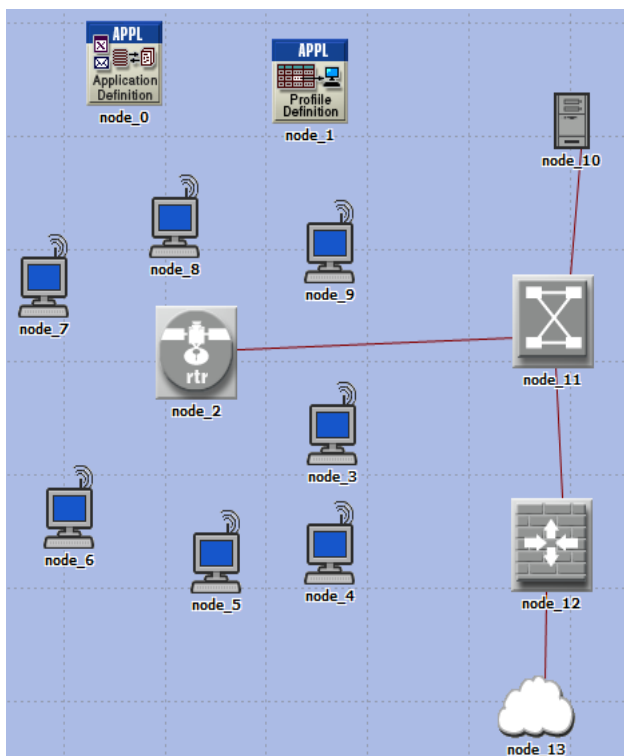 APPL
Application
Definition
node_0
APPL
Profiile
Definition
node_1
node_10
node_8
node_9
node_7
rtr
node_2
node_11
node_3
node_6
node_5
node_4
node_12
node_13